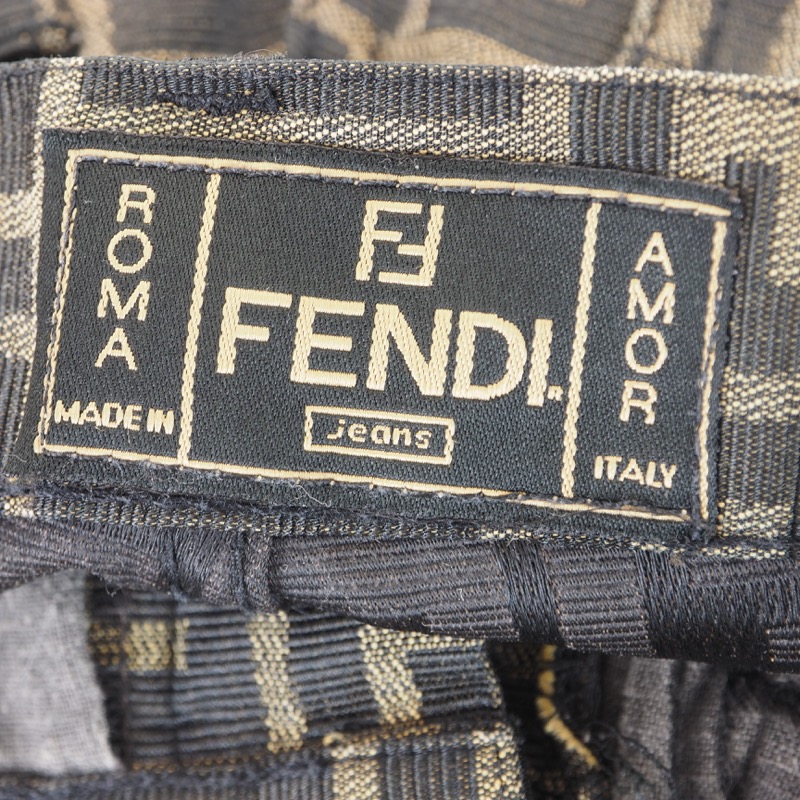 ROMA
MADE IN
FF
FENDI®
jeans
AMOR
ITALY